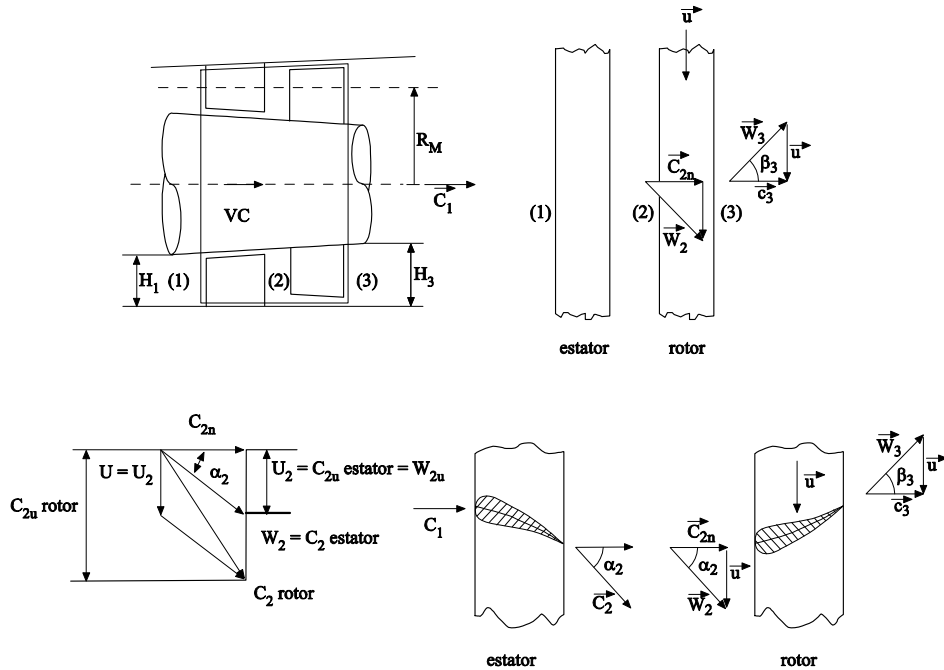 R_M
C_1
VC
H_1
(1)
(2)
(3)
H_3
u
(1)
(2)
(3)
C_2n
W_2
W_3
β_3
u
c_3
estator
rotor
C_2n
U = U_2
α_2
U_2 = C_2u estator = W_2u
C_2u rotor
W_2 = C_2 estator
C_2 rotor
C_1
α_2
C_2
estator
C_2n
α_2
u
W_2
u
rotor
W_3
β_3
u
c_3